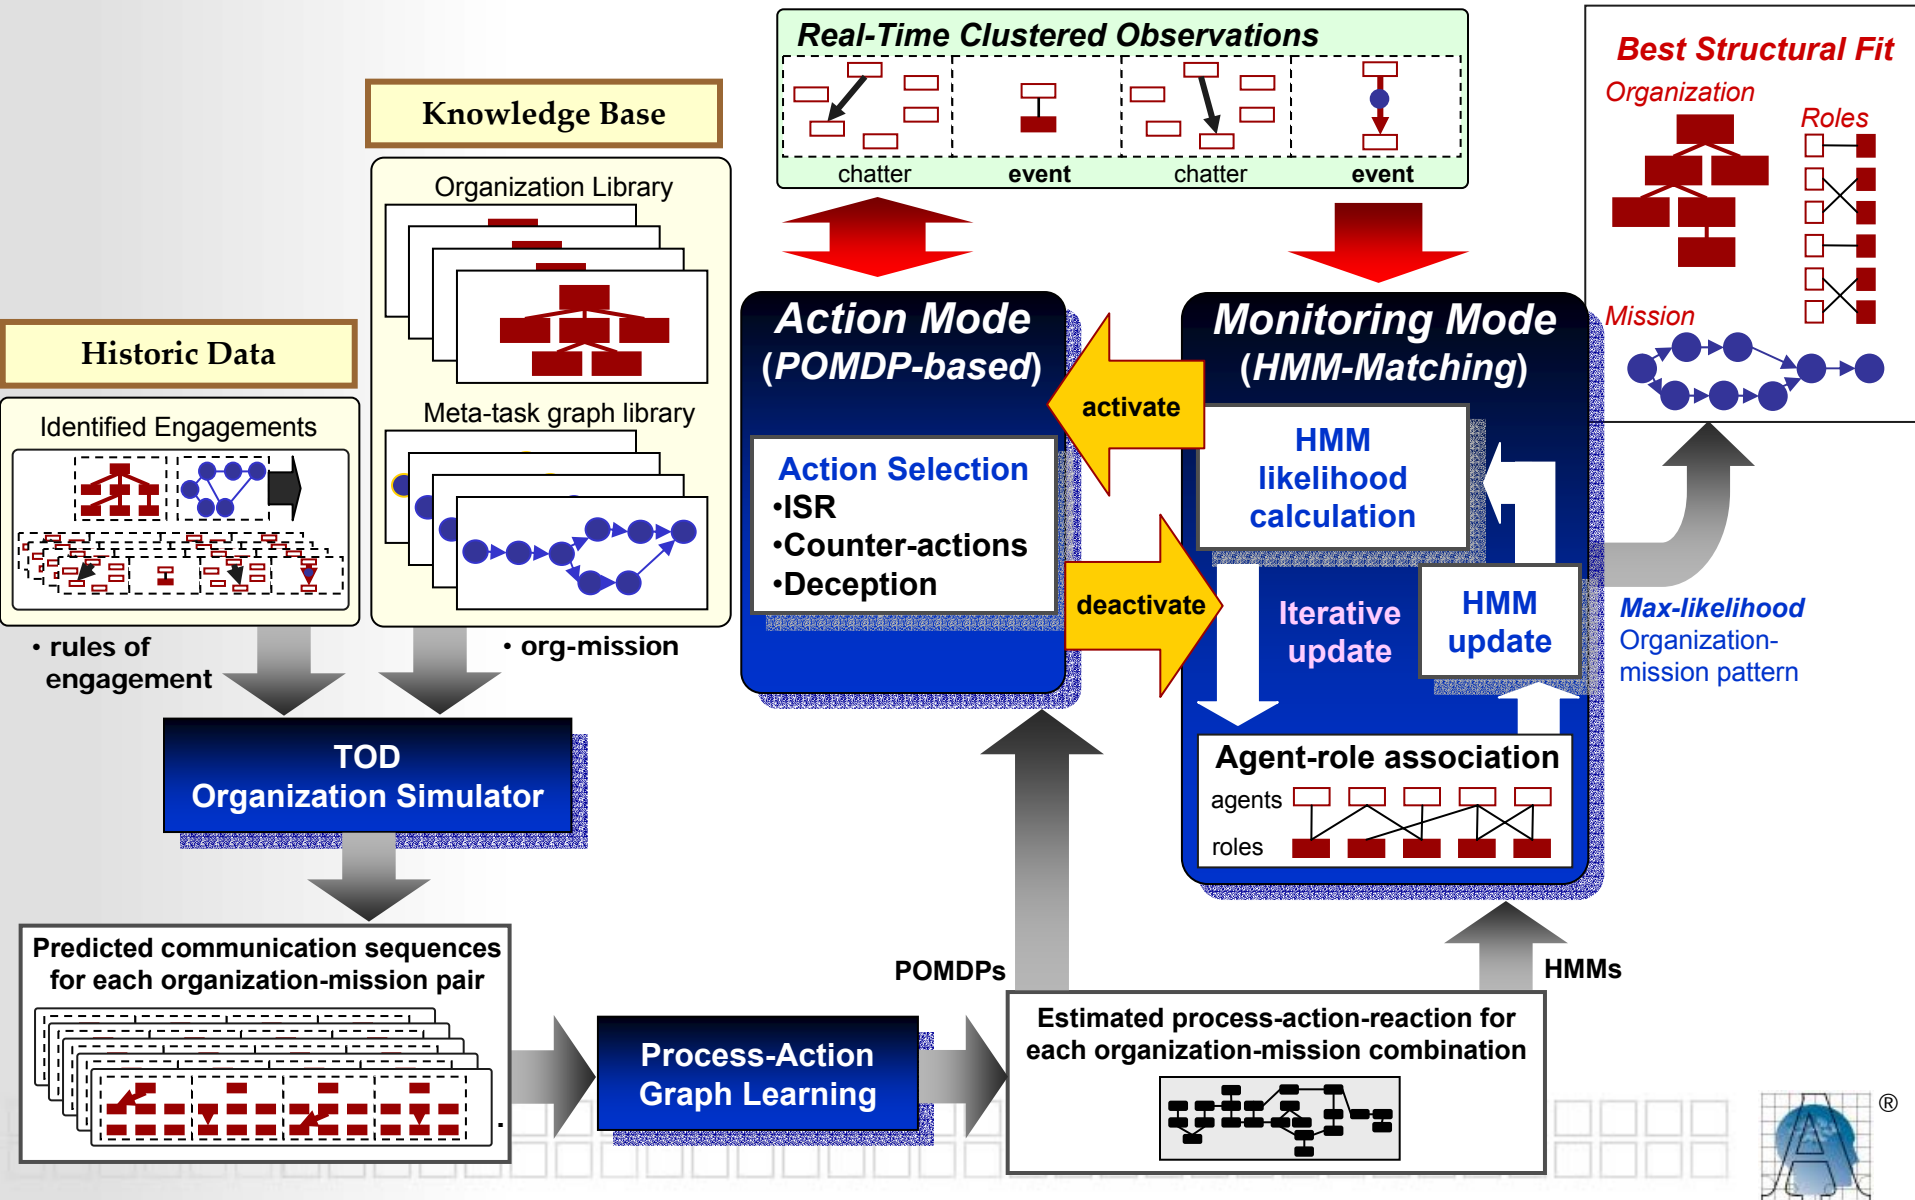 Real-Time Clustered Observations
chatter
event
chatter
event
Best Structural Fit
Organization
Roles
Mission
Knowledge Base
Organization Library
Meta-task graph library
Historic Data
Identified Engagements
• rules of
engagement
• org-mission
Action Mode
(POMDP-based)
Action Selection
•ISR
•Counter-actions
•Deception
activate
deactivate
Monitoring Mode
(HMM-Matching)
HMM
likelihood
calculation
Iterative
update
HMM
update
Agent-role association
agents
roles
Max-likelihood
Organization-
mission pattern
TOD
Organization Simulator
Predicted communication sequences
for each organization-mission pair
.
Process-Action
Graph Learning
POMDPs
HMMs
Estimated process-action-reaction for
each organization-mission combination
®